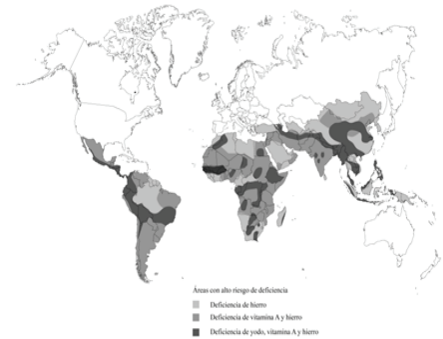 Áreas con alto riesgo de deficiencia
Deficiencia de hierro
Deficiencia de vitamina A y hierro
Deficiencia de yodo, vitamina A y hierro